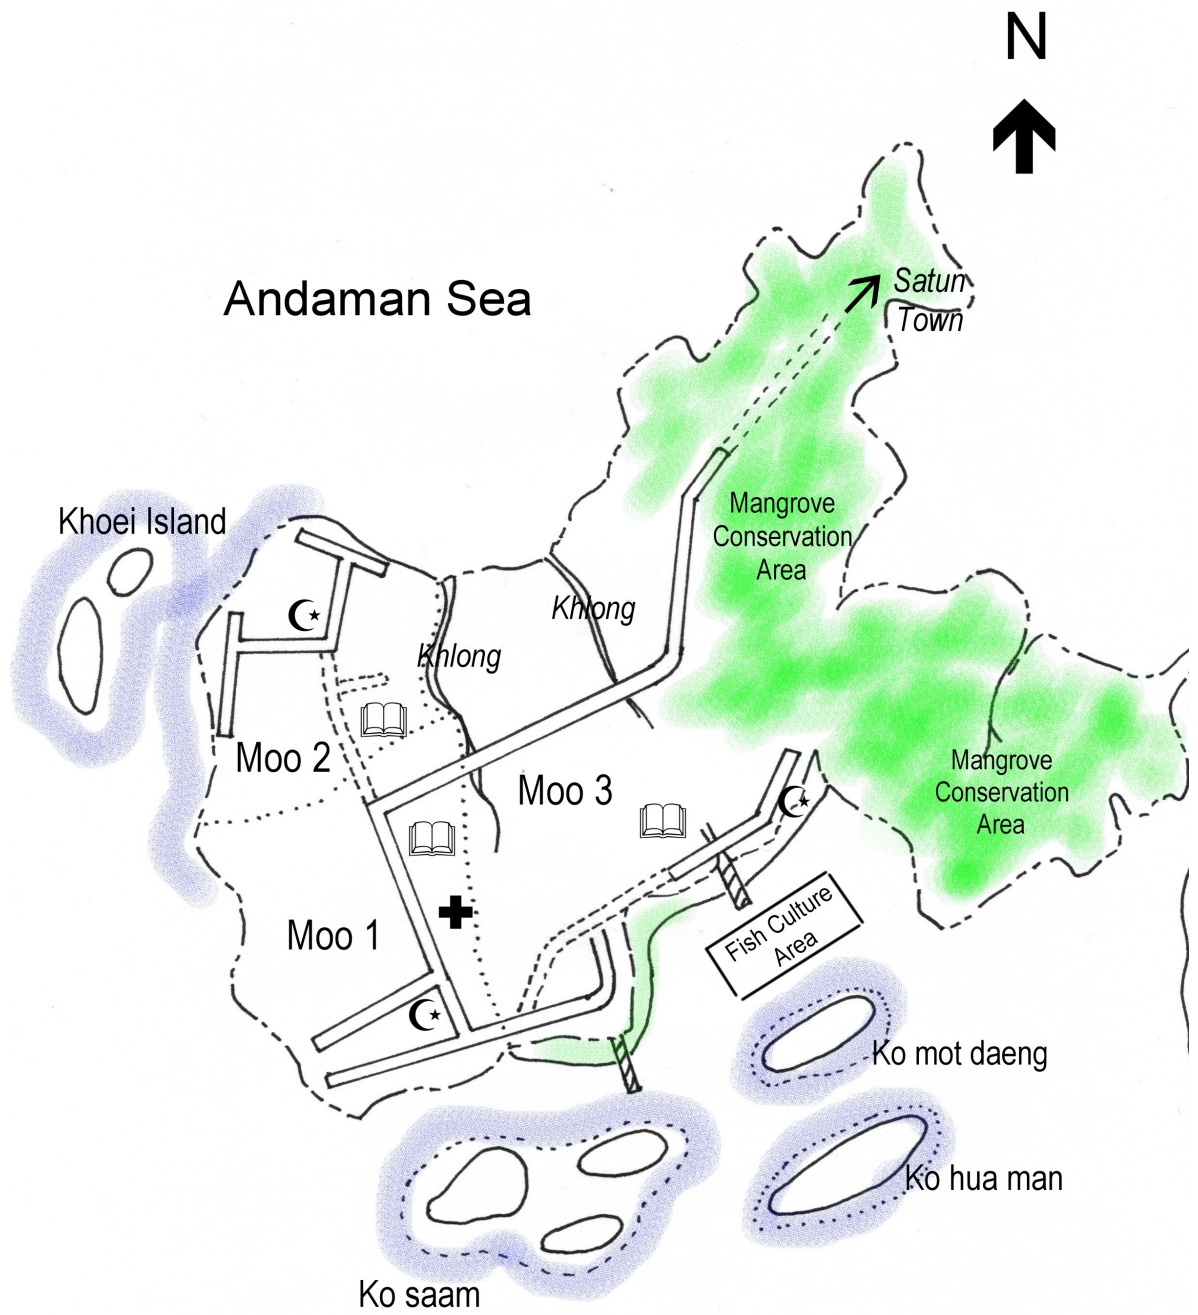 N
Satun
Town
Andaman Sea
Khoei Island
Mangrove
Conservation
Area
Khlong
Khlong
Moo 2
Moo 3
Mangrove
Conservation
Area
Moo 1
Fish Culture
Area
Ko mot daeng
Ko hua man
Ko saam